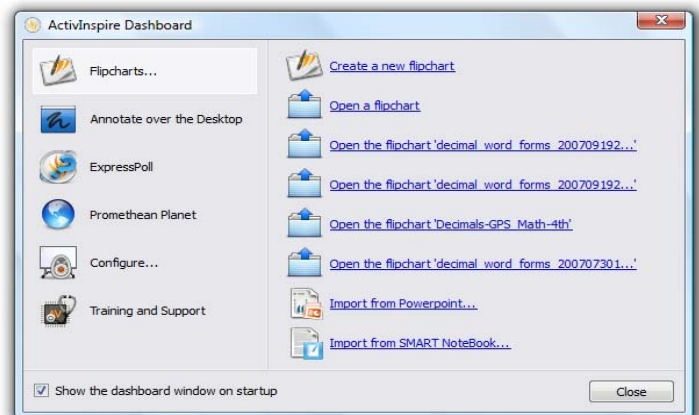 ActivInspire Dashboard
Flipcharts...
Annotate over the Desktop
ExpressPoll
Promethean Planet
Configure...
Training and Support
Create a new flipchart
Open a flipchart
Open the flipchart 'decimal_word_forms_200709192...'
Open the flipchart 'decimal_word_forms_200709192...'
Open the flipchart 'Decimals-GPS_Math-4th'
Open the flipchart 'decimal_word_forms_200707301...'
Import from Powerpoint...
Import from SMART NoteBook...
Show the dashboard window on startup
Close